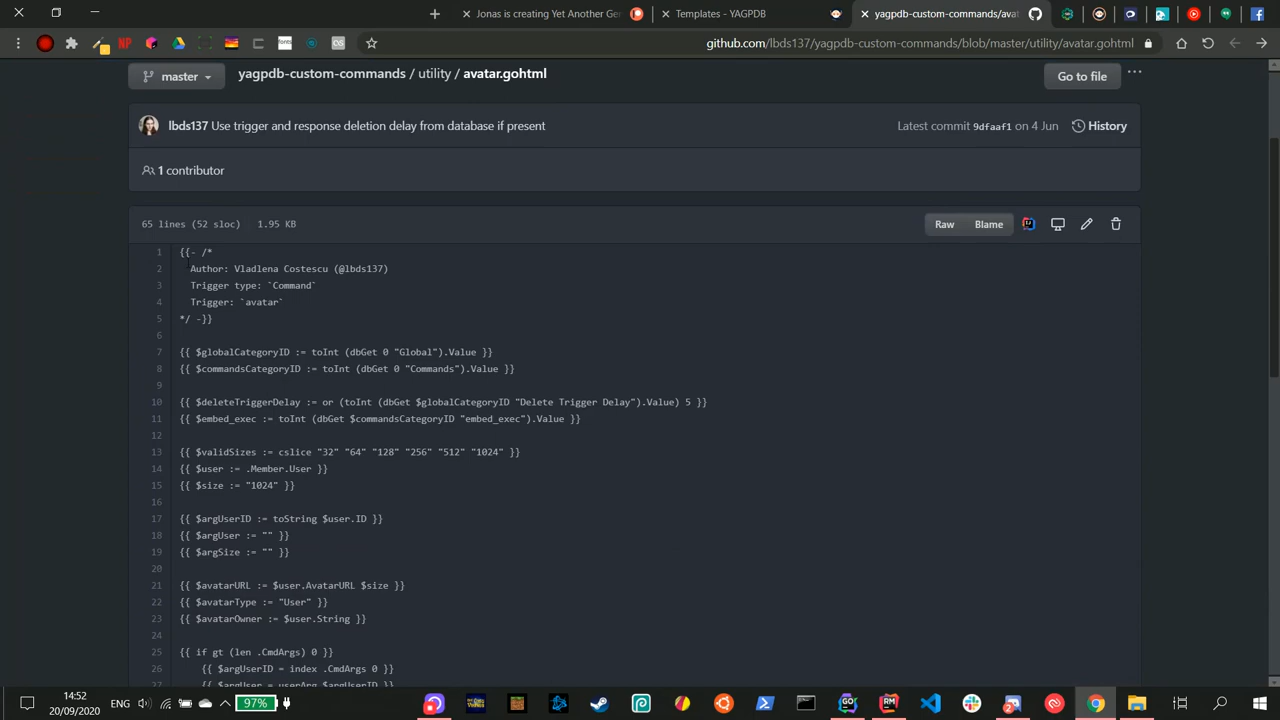 Jonas is creating Yet Another Ge
Templates - YAGPDB
yagpdb-custom-commands/avat
github.com/lbds137/yagpdb-custom-commands/blob/master/utility/avatar.gohtml
master
yagpdb-custom-commands / utility / avatar.gohtml
Go to file
lbds137 Use trigger and response deletion delay from database if present
Latest commit 9dfaaf1 on 4 Jun
History
1 contributor
65 lines (52 sloc) 1.95 KB
Raw Blame
1 {{- /*
2 Author: Vladlena Costescu (@lbds137)
3 Trigger type: `Command`
4 Trigger: `avatar`
5 */ -}}
6
7 {{ $globalCategoryID := toInt (dbGet 0 "Global").Value }}
8 {{ $commandsCategoryID := toInt (dbGet 0 "Commands").Value }}
9
10 {{ $deleteTriggerDelay := or (toInt (dbGet $globalCategoryID "Delete Trigger Delay").Value) 5 }}
11 {{ $embed_exec := toInt (dbGet $commandsCategoryID "embed_exec").Value }}
12
13 {{ $validSizes := cslice "32" "64" "128" "256" "512" "1024" }}
14 {{ $user := .Member.User }}
15 {{ $size := "1024" }}
16
17 {{ $argUserID := toString $user.ID }}
18 {{ $argUser := "" }}
19 {{ $argSize := "" }}
20
21 {{ $avatarURL := $user.AvatarURL $size }}
22 {{ $avatarType := "User" }}
23 {{ $avatarOwner := $user.String }}
24
25 {{ if gt (len .CmdArgs) 0 }}
26 {{ $argUserID = index .CmdArgs 0 }}
27 {{ $argUser = userArg $argUserID }}
14:52
20/09/2020
ENG
97%